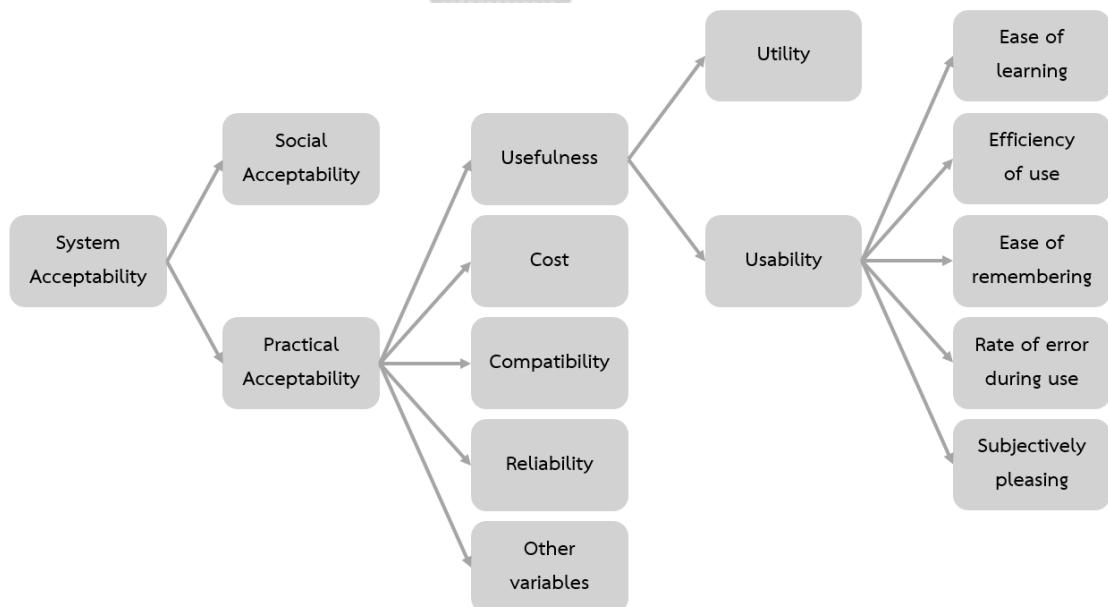 System
Acceptability
Social
Acceptability
Practical
Acceptability
Usefulness
Cost
Compatibility
Reliability
Other
variables
Utility
Usability
Ease of
learning
Efficiency
of use
Ease of
remembering
Rate of error
during use
Subjectively
pleasing